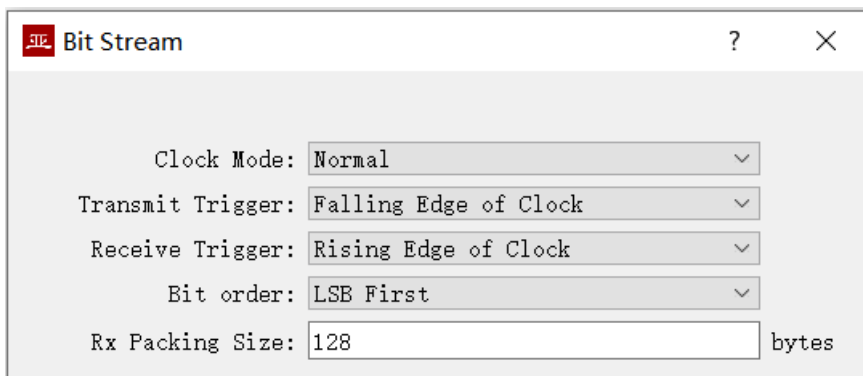 亚 Bit Stream ?
Clock Mode: Normal
Transmit Trigger: Falling Edge of Clock
Receive Trigger: Rising Edge of Clock
Bit order: LSB First
Rx Packing Size: 128 bytes